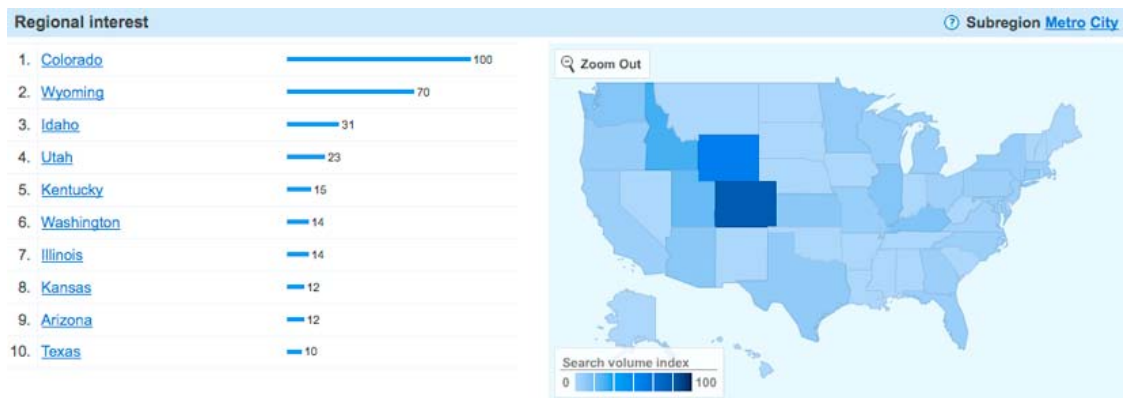 Regional interest
Subregion Metro City
1. Colorado 100
2. Wyoming 70
3. Idaho 31
4. Utah 23
5. Kentucky 15
6. Washington 14
7. Illinois 14
8. Kansas 12
9. Arizona 12
10. Texas 10
Zoom Out
Search volume index
0 100